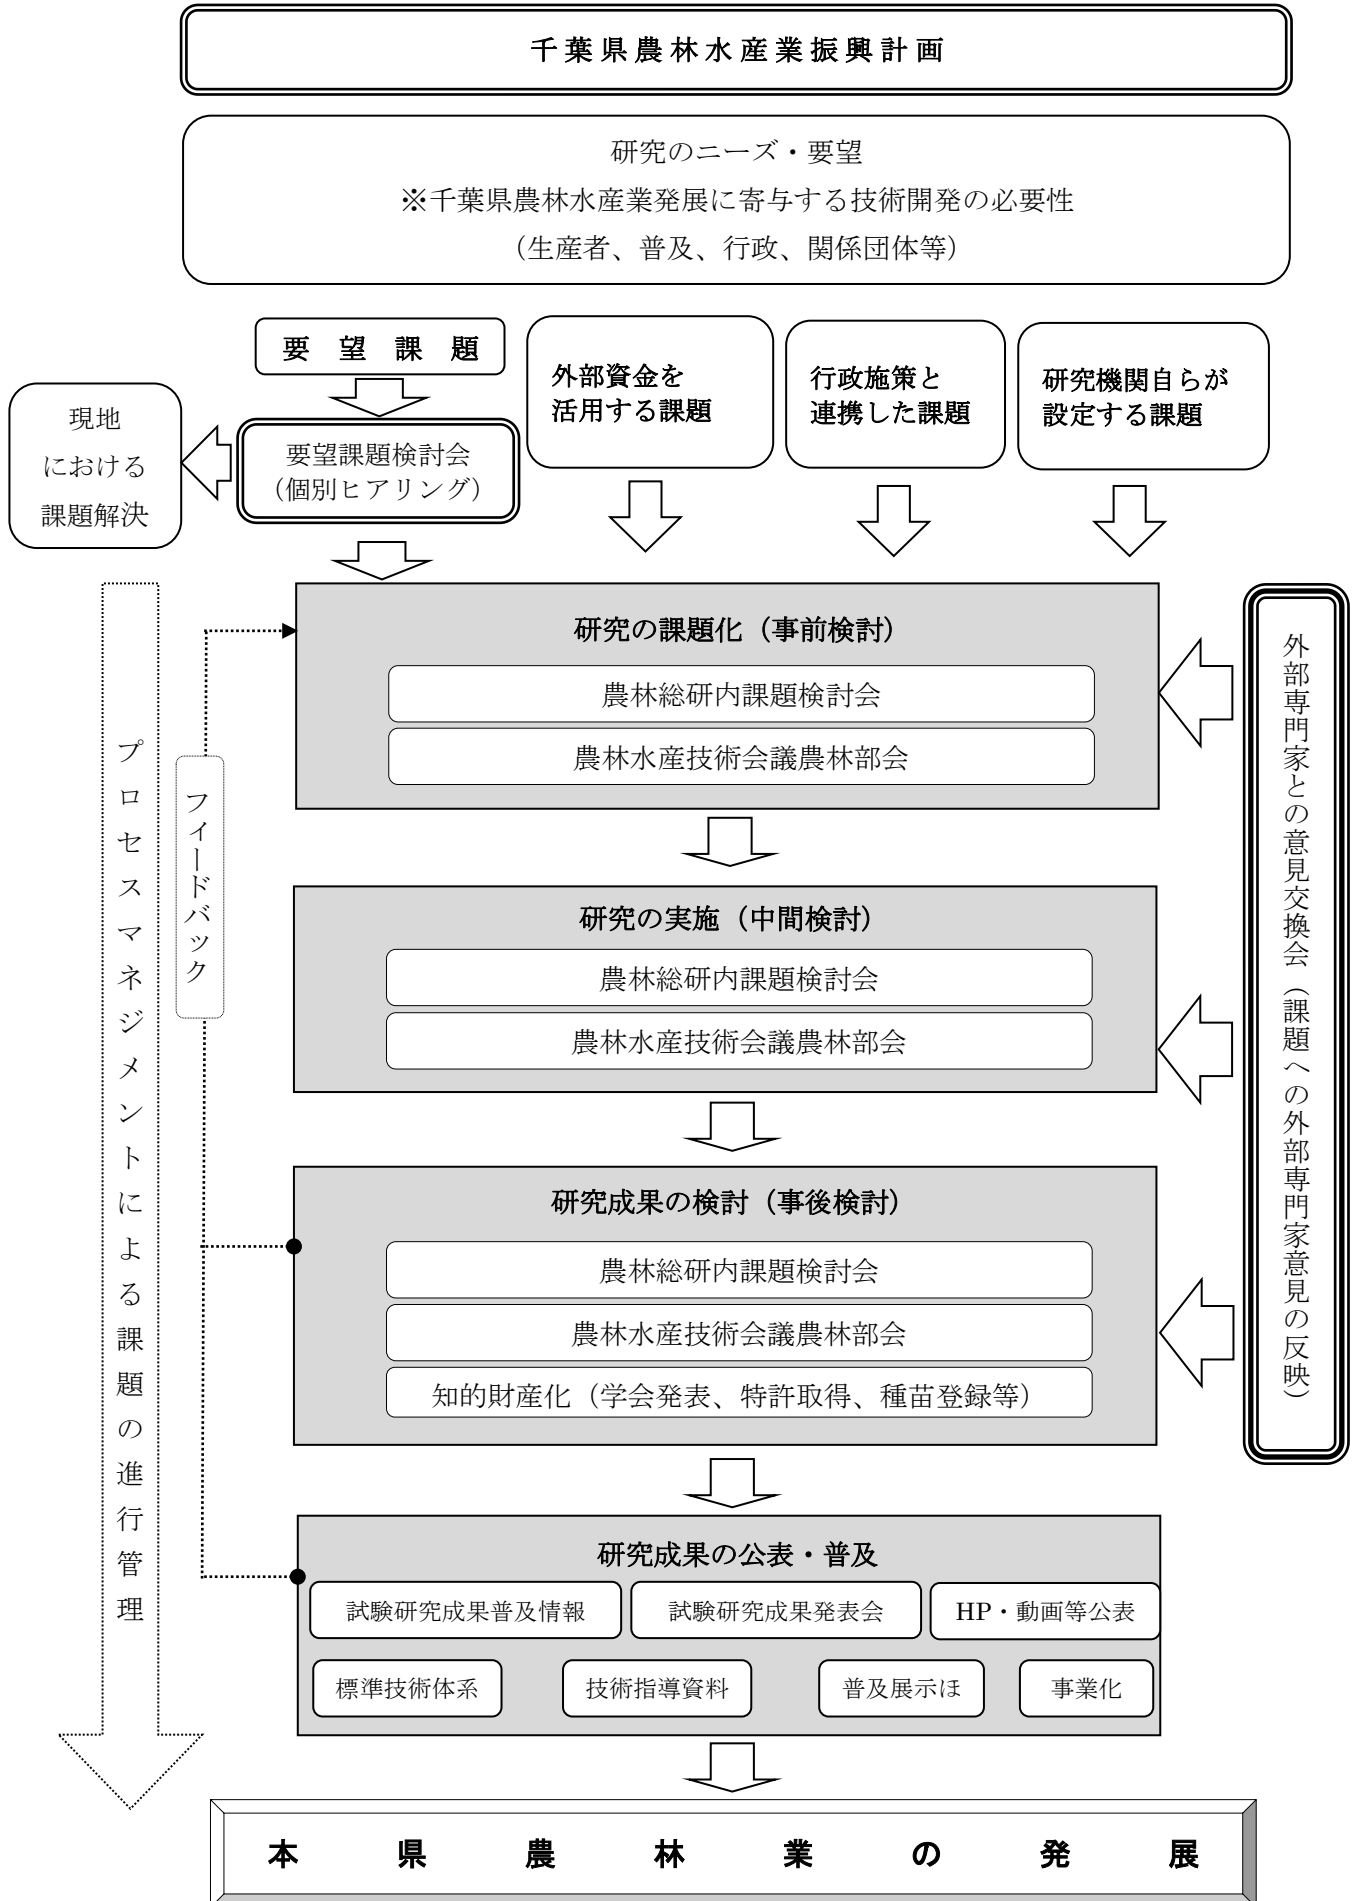 千葉県農林水産業振興計画
研究のニーズ・要望
※千葉県農林水産業発展に寄与する技術開発の必要性
（生産者、普及、行政、関係団体等）
要望課題
外部資金を
活用する課題
行政施策と
連携した課題
研究機関自らが
設定する課題
現地
における
課題解決
要望課題検討会
（個別ヒアリング）
研究の課題化（事前検討）
農林総研内課題検討会
農林水産技術会議農林部会
研究の実施（中間検討）
農林総研内課題検討会
農林水産技術会議農林部会
研究成果の検討（事後検討）
農林総研内課題検討会
農林水産技術会議農林部会
知的財産化（学会発表、特許取得、種苗登録等）
研究成果の公表・普及
試験研究成果普及情報
試験研究成果発表会
HP・動画等公表
標準技術体系
技術指導資料
普及展示ほ
事業化
プロセスマネジメントによる課題の進行管理
フィードバック
外部専門家との意見交換会（課題への外部専門家意見の反映）
本県農林業の発展